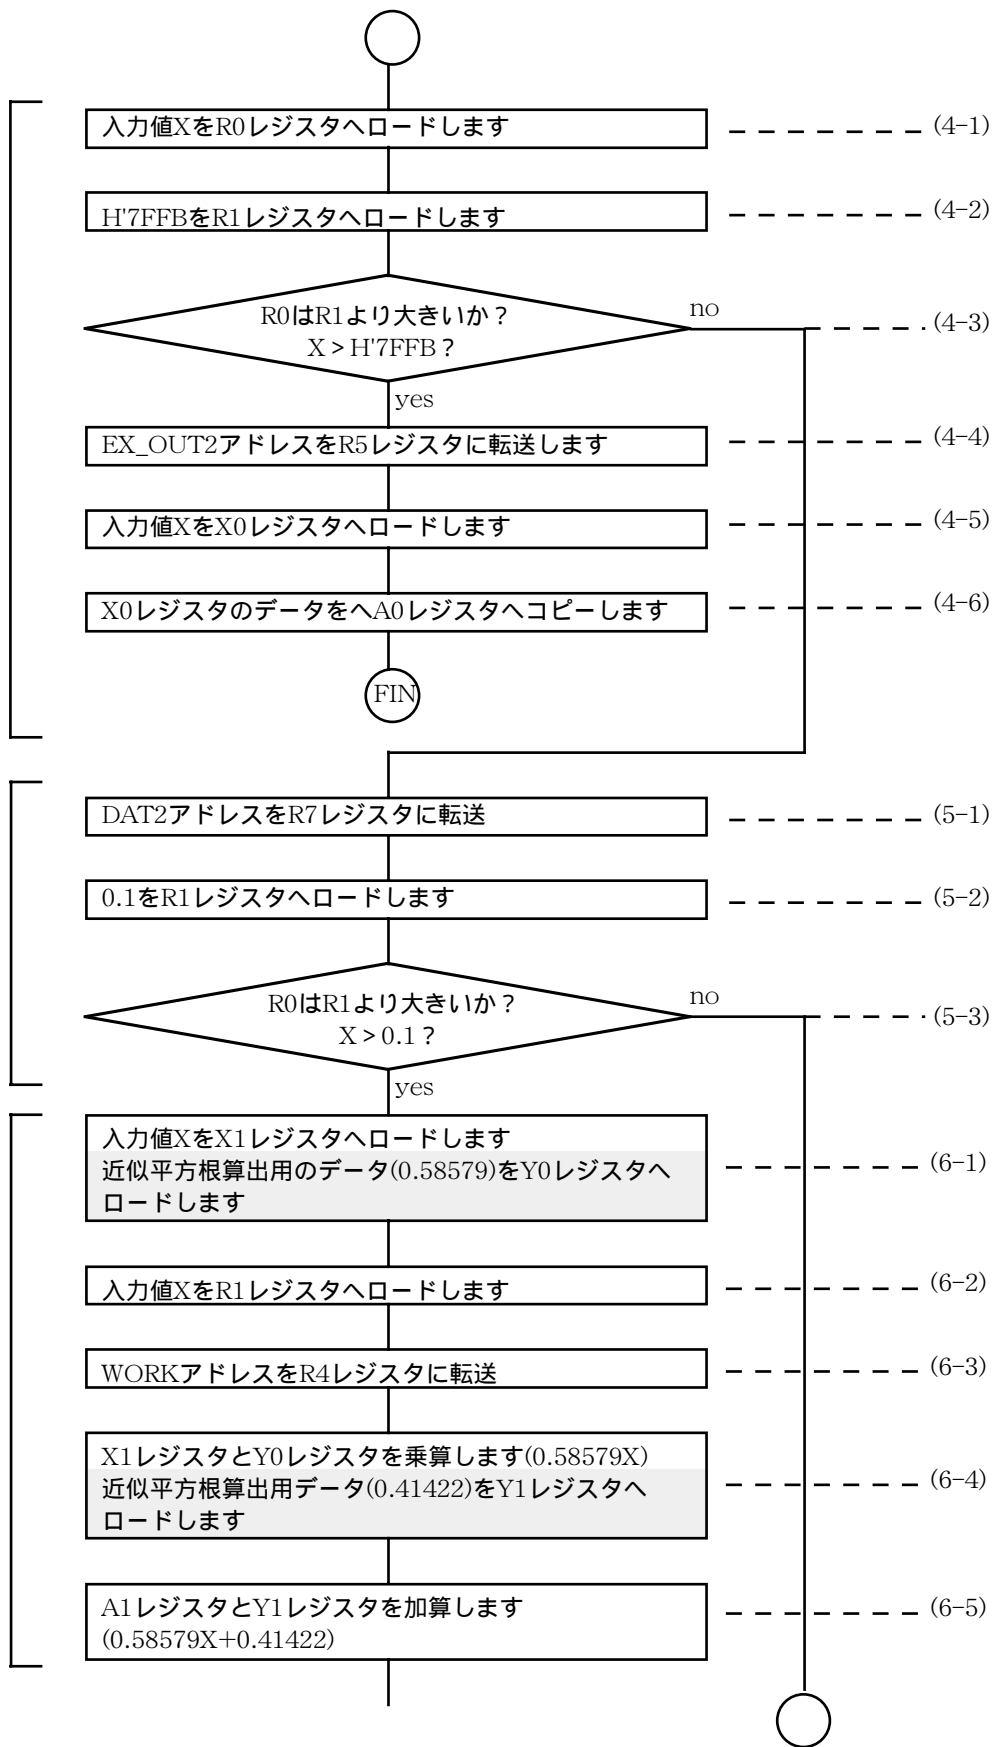 入力値XをR0レジスタへロードします
(4-1)
H'7FFBをR1レジスタへロードします
(4-2)
R0はR1より大きいか?
X>H'7FFB?
no
(4-3)
yes
EX_OUT2アドレスをR5レジスタに転送します
(4-4)
入力値XをX0レジスタへロードします
(4-5)
X0レジスタのデータをへA0レジスタへコピーします
(4-6)
FIN
DAT2アドレスをR7レジスタに転送
(5-1)
0.1をR1レジスタへロードします
(5-2)
R0はR1より大きいか?
X>0.1?
no
(5-3)
yes
入力値XをX1レジスタへロードします
近似平方根算出用のデータ(0.58579)をY0レジスタへ
ロードします
(6-1)
入力値XをR1レジスタへロードします
(6-2)
WORKアドレスをR4レジスタに転送
(6-3)
X1レジスタとY0レジスタを乗算します(0.58579X)
近似平方根算出用データ(0.41422)をY1レジスタへ
ロードします
(6-4)
A1レジスタとY1レジスタを加算します
(0.58579X+0.41422)
(6-5)